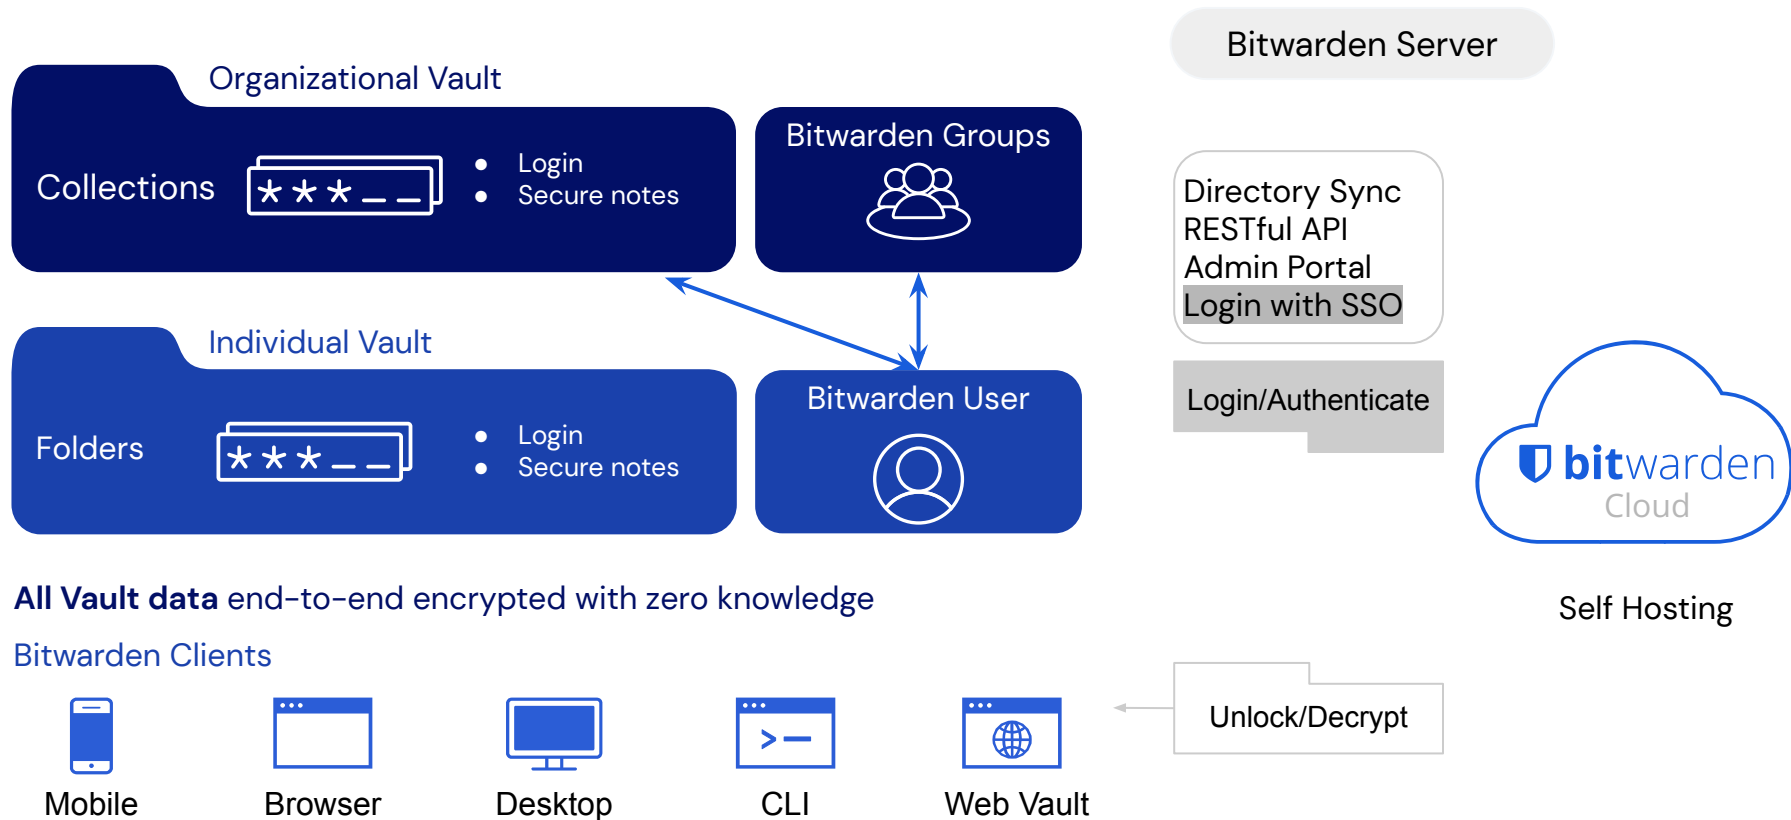 Bitwarden Server
Organizational Vault
Collections
***__
● Login
● Secure notes
Bitwarden Groups
Directory Sync
RESTful API
Admin Portal
Login with SSO
Individual Vault
Folders
***__
● Login
● Secure notes
Bitwarden User
Login/Authenticate
bitwarden
Cloud
All Vault data end-to-end encrypted with zero knowledge
Self Hosting
Bitwarden Clients
>—
Unlock/Decrypt
Mobile
Browser
Desktop
CLI
Web Vault